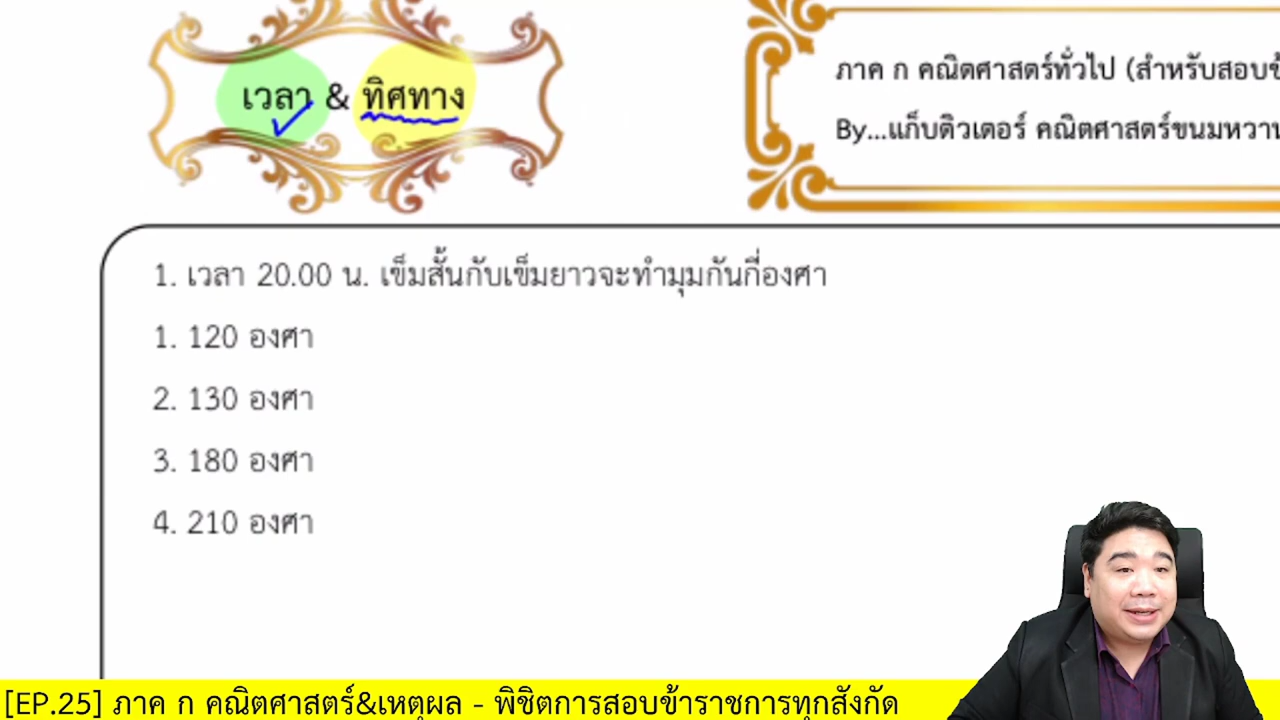 เวลา & ทิศทาง
ภาค ก คณิตศาสตร์ทั่วไป (สำหรับสอบข้
By...แก็บติวเตอร์ คณิตศาสตร์ขนมหวาน
1. เวลา 20.00 น. เข็มสั้นกับเข็มยาวจะทำมุมกันกี่องศา
1. 120 องศา
2. 130 องศา
3. 180 องศา
4. 210 องศา
[EP.25] ภาค ก คณิตศาสตร์&เหตุผล - พิชิตการสอบข้าราชการทุกสังกัด